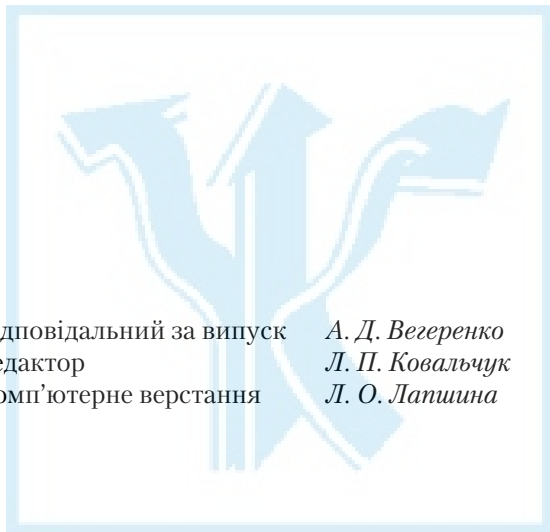 дповідальний за випуск А. Д. Вегеренко
едактор Л. П. Ковальчук
омп'ютерне верстання Л. О. Лапшина